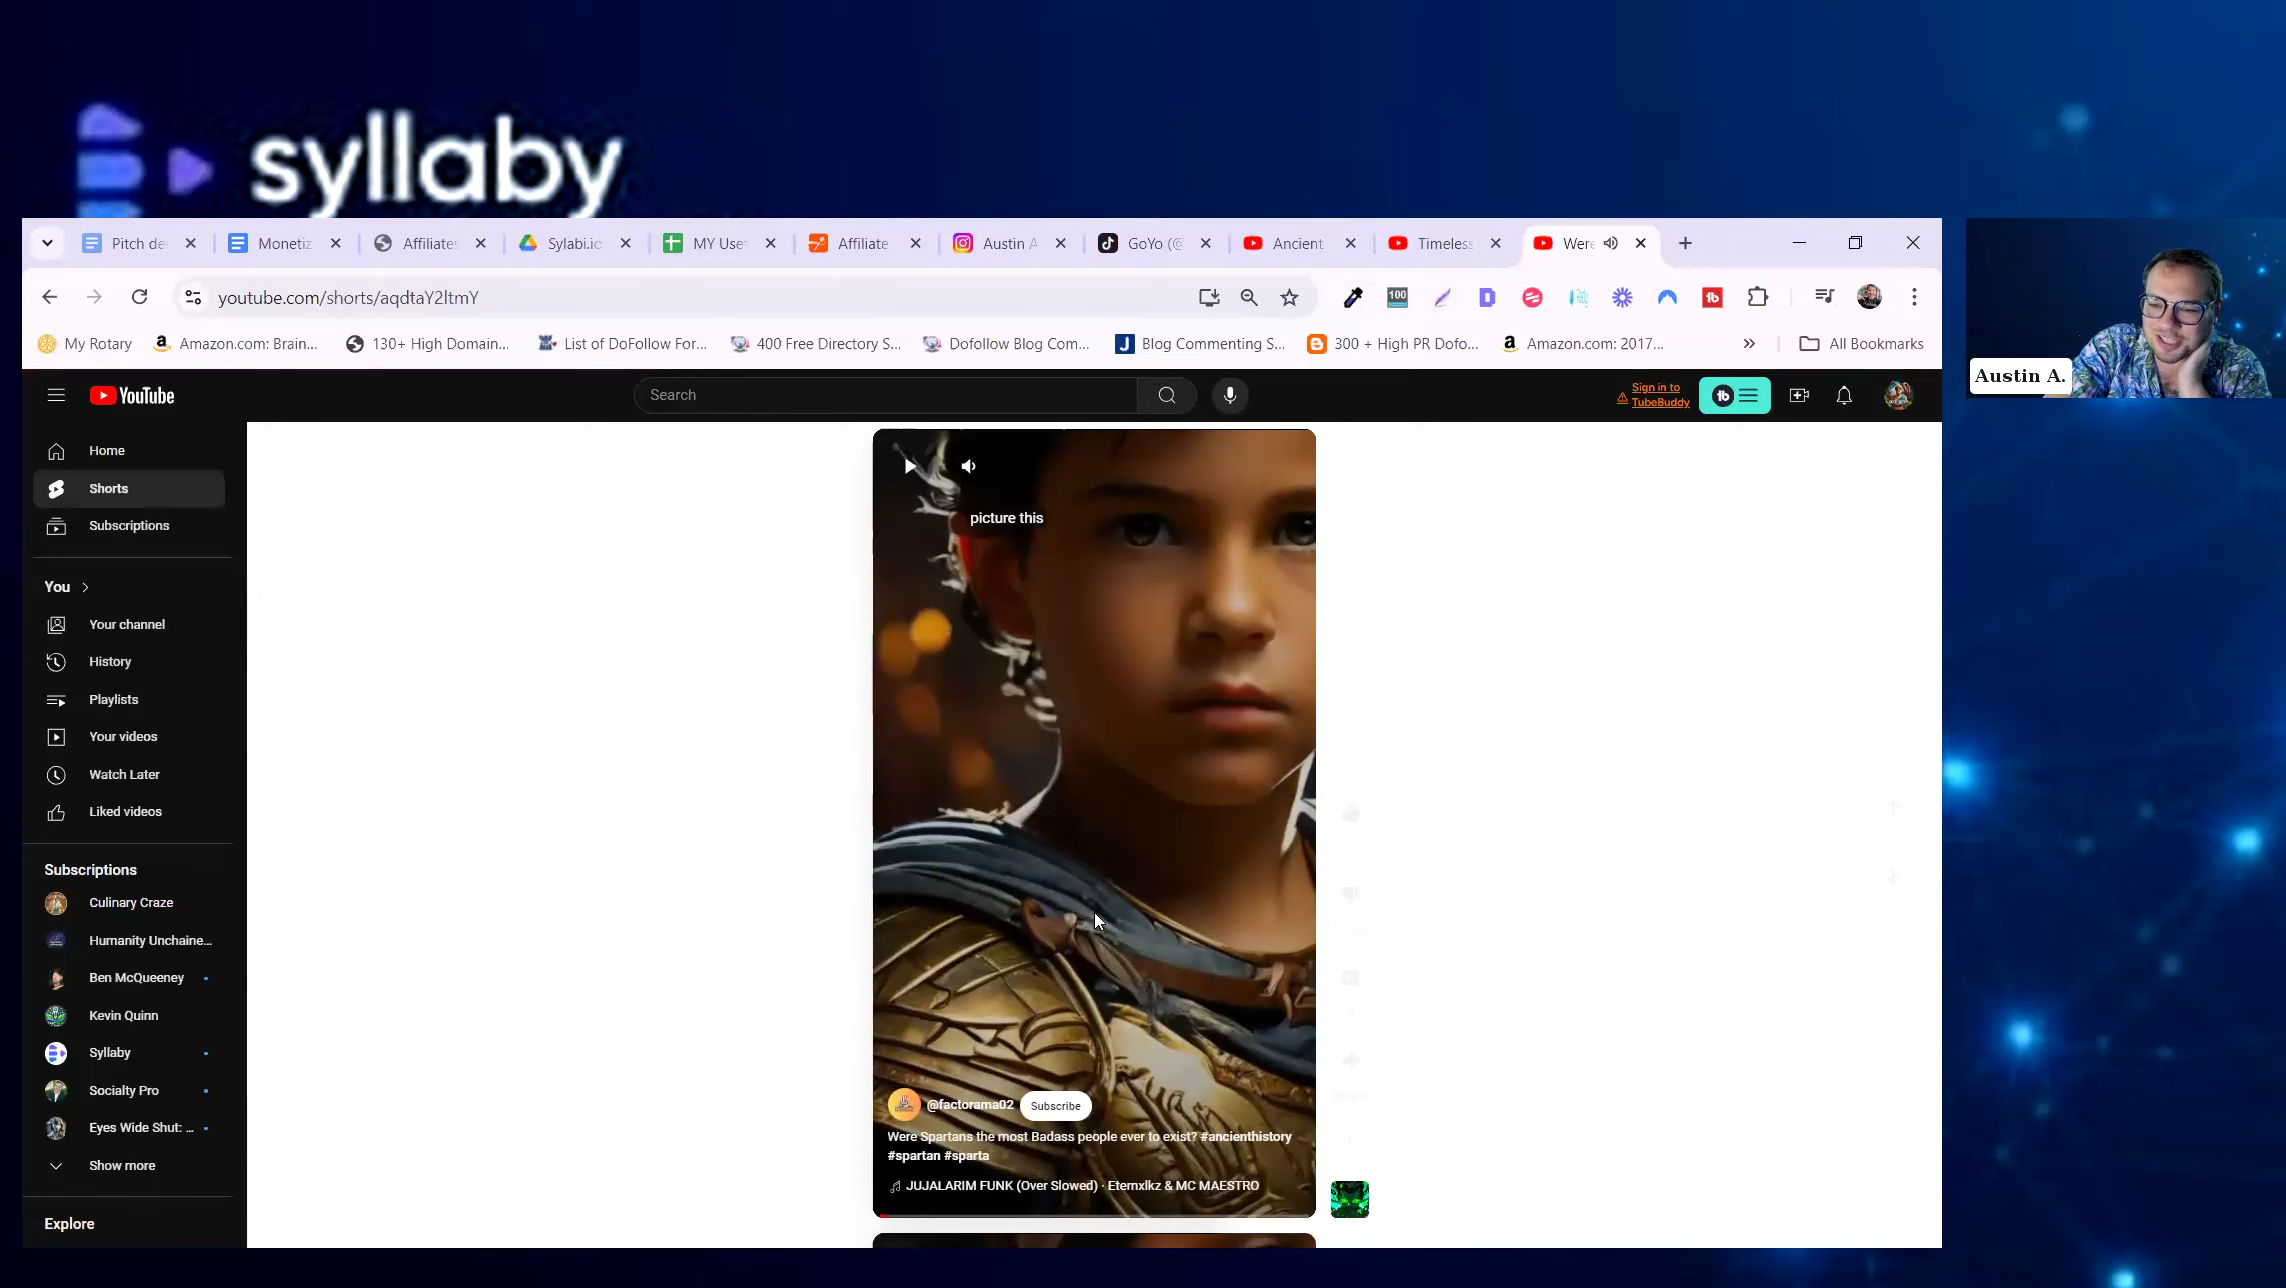 syllaby
Pitch de
Monetiz
Affiliates
Sylabi.io
MY Use
Affiliate
Austin A
GoYo (@
Ancient
Timeless
Were
youtube.com/shorts/aqdtaY2ltmY
100
My Rotary
Amazon.com: Brain...
130+ High Domain...
List of DoFollow For...
400 Free Directory S...
Dofollow Blog Com...
Blog Commenting S...
300 + High PR Dofo...
Amazon.com: 2017...
All Bookmarks
Austin A.
YouTube
Search
Sign in to
TubeBuddy
Home
Shorts
Subscriptions
You
Your channel
History
Playlists
Your videos
Watch Later
Liked videos
Subscriptions
Culinary Craze
Humanity Unchaine...
Ben McQueeney
Kevin Quinn
Syllaby
Socialty Pro
Eyes Wide Shut: ...
Show more
Explore
picture this
@factorama02
Subscribe
Were Spartans the most Badass people ever to exist? #ancienthistory
#spartan #sparta
JUJALARIM FUNK (Over Slowed) · Eternxlkz & MC MAESTRO